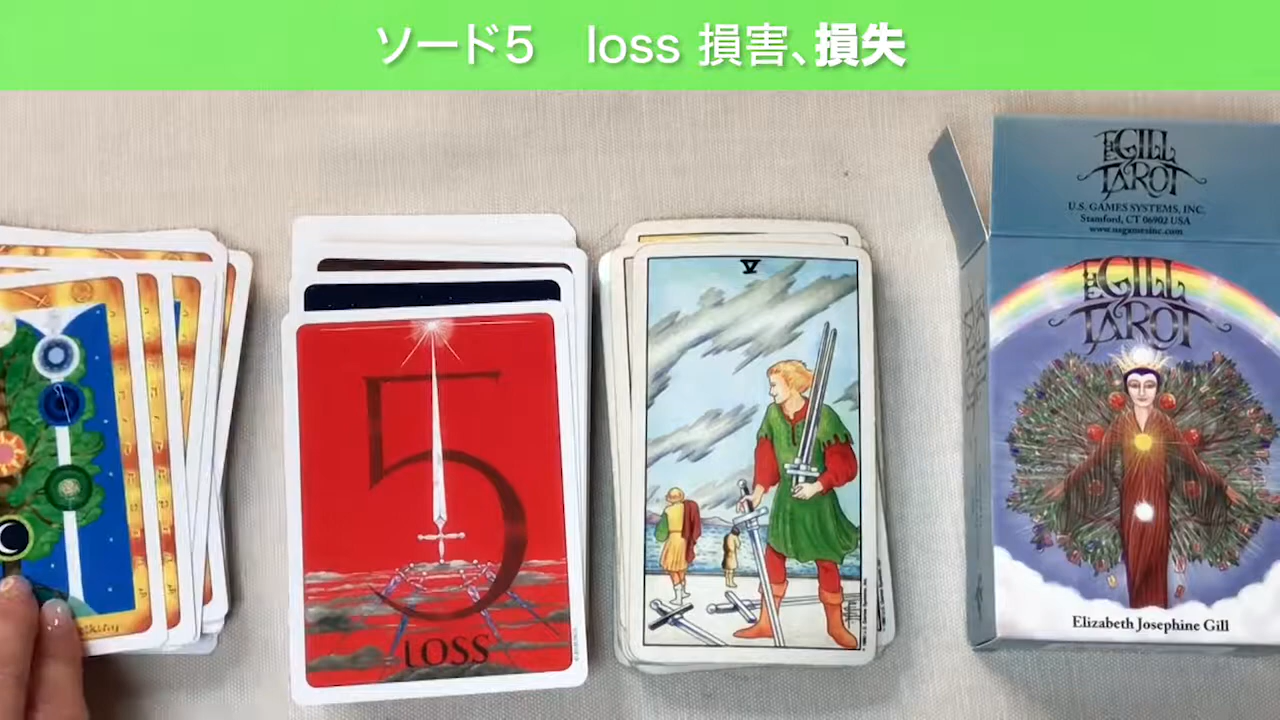 ソード5 loss 損害、損失
THE GILL TAROT
U.S. GAMES SYSTEMS, INC.
Stamford, CT 06902 USA
www.usgamesinc.com
THE GILL TAROT
Elizabeth Josephine Gill
5
LOSS
V